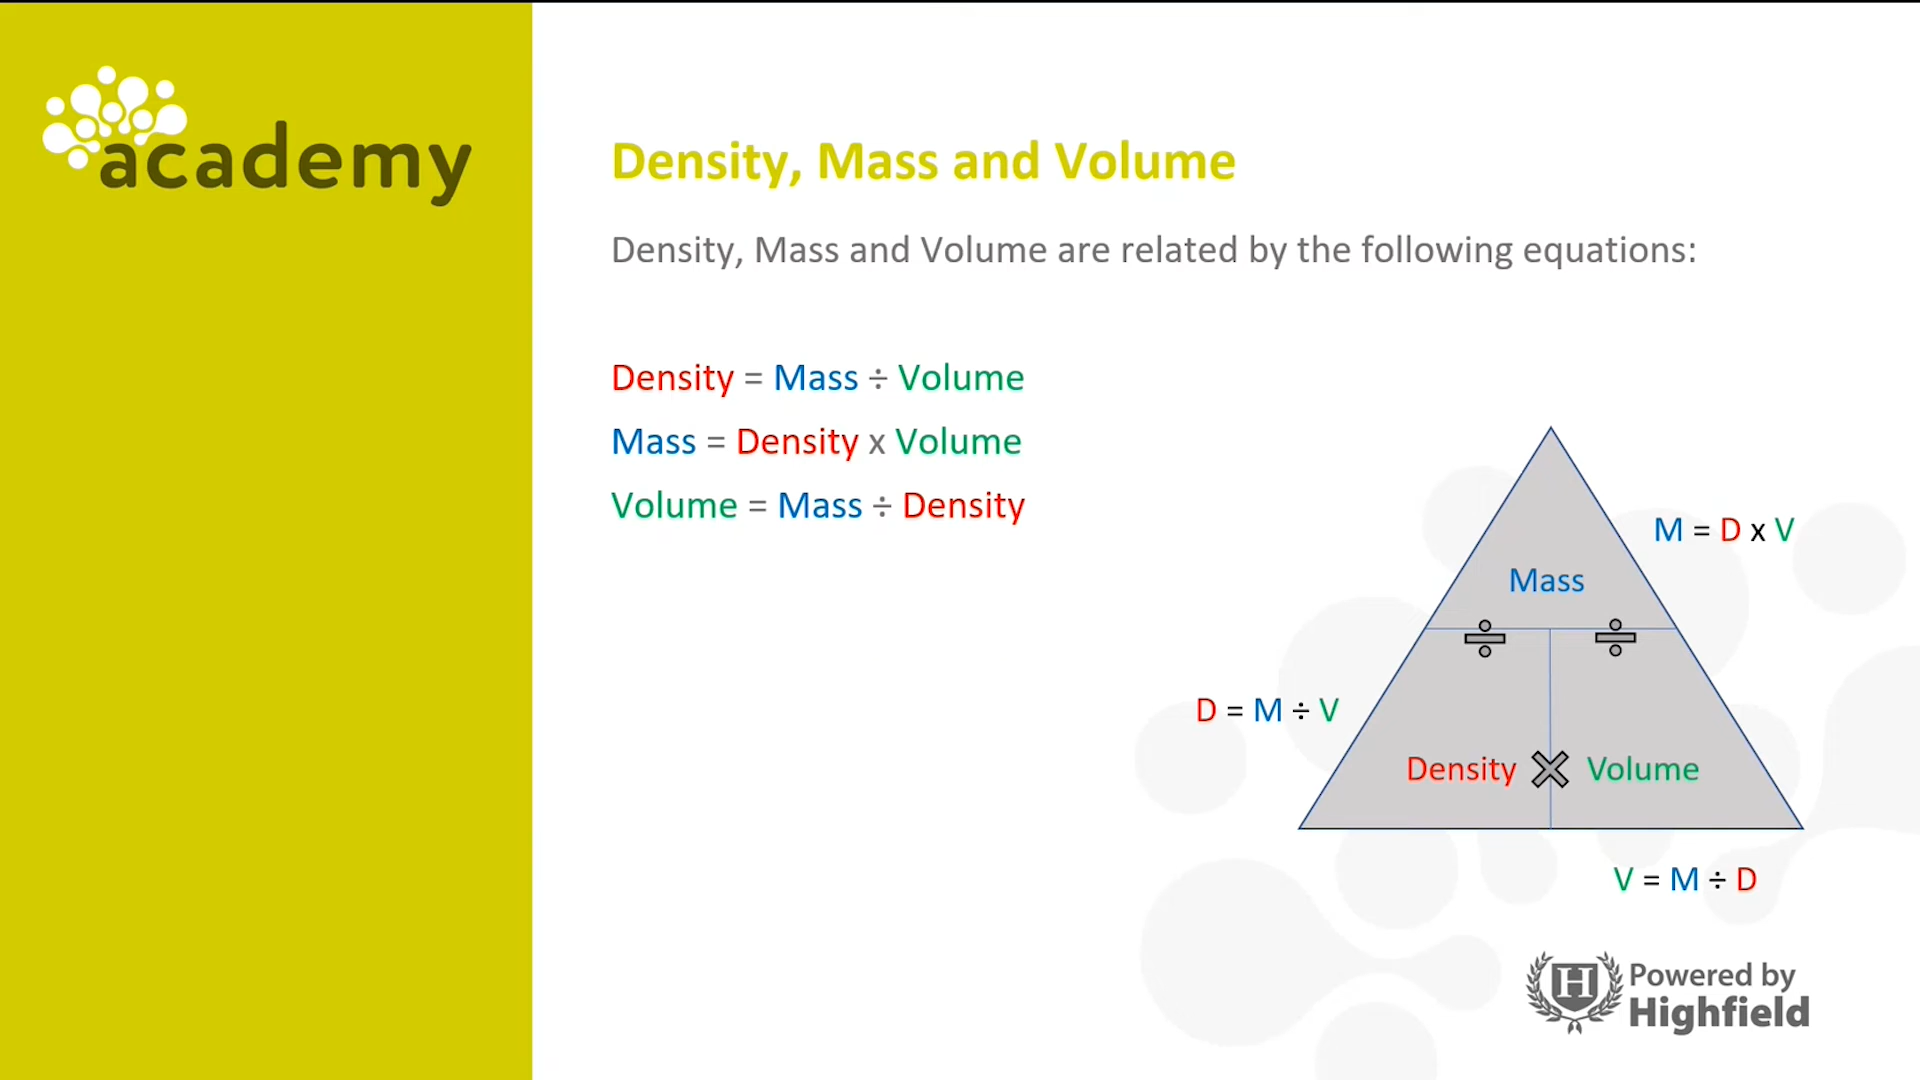 academy
Density, Mass and Volume
Density, Mass and Volume are related by the following equations:
Density = Mass ÷ Volume
Mass = Density x Volume
Volume = Mass ÷ Density
M = D x V
Mass
÷ ÷
D = M ÷ V
Density × Volume
V = M ÷ D
H
Powered by
Highfield